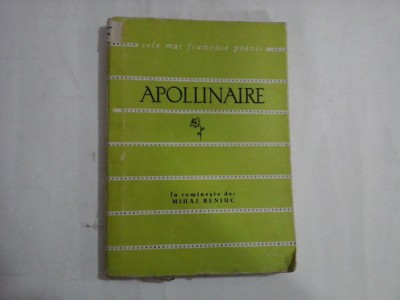 cele mai frumoase poezii
APOLLINAIRE
În romînește de:
MIHAI BENIUC